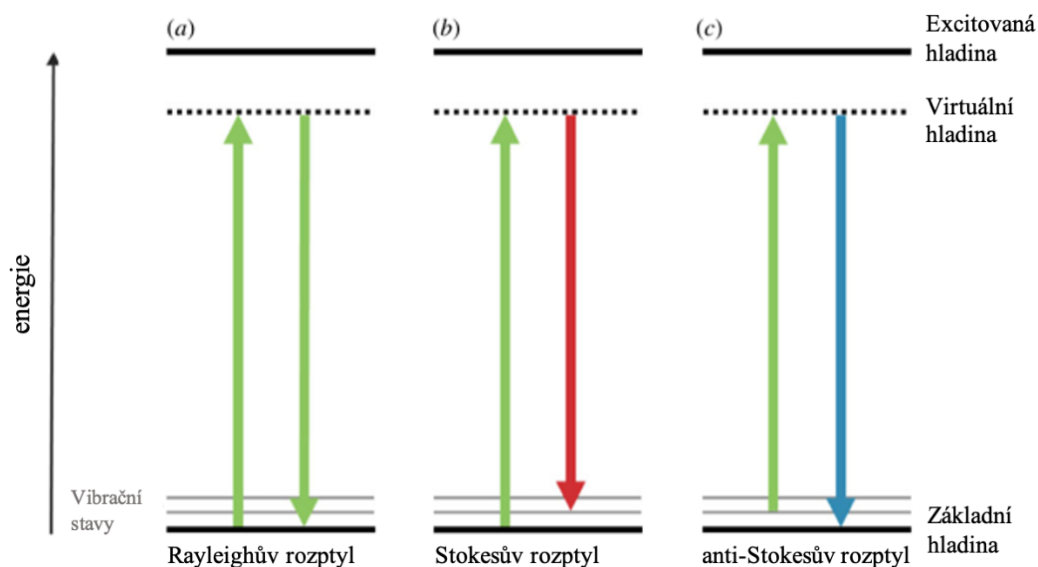 (a)
(b)
(c)
Excitovaná
hladina
Virtuální
hladina
energie
Vibrační
stavy
Základní
hladina
Rayleighův rozptyl
Stokesův rozptyl
anti-Stokesův rozptyl